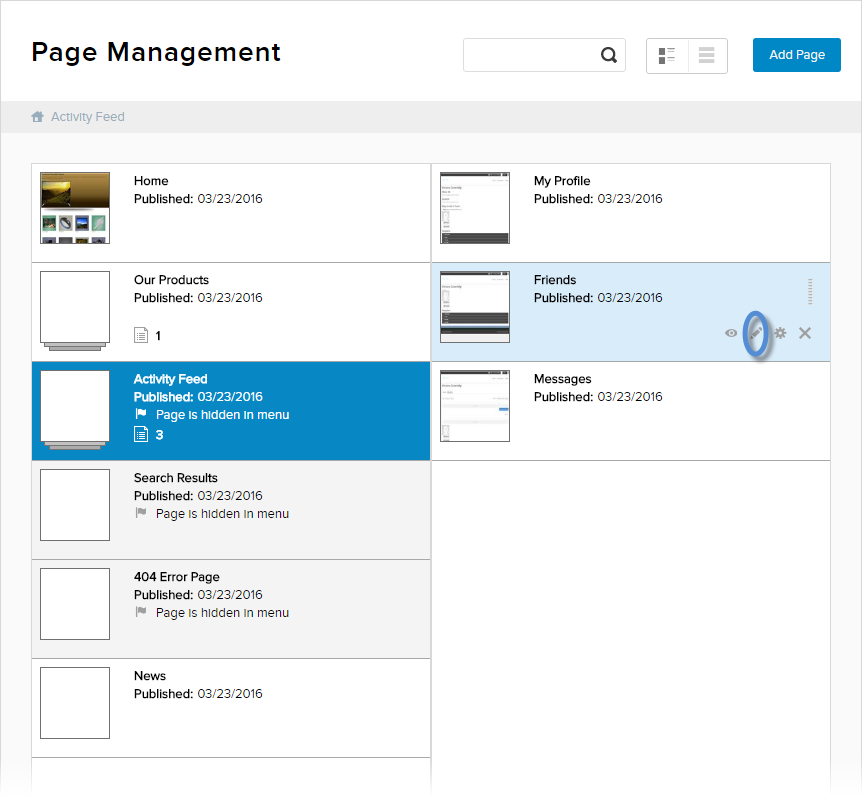 Page Management
Add Page
Activity Feed
Home
Published: 03/23/2016
Our Products
Published: 03/23/2016
1
Activity Feed
Published: 03/23/2016
Page is hidden in menu
3
Search Results
Published: 03/23/2016
Page is hidden in menu
404 Error Page
Published: 03/23/2016
Page is hidden in menu
News
Published: 03/23/2016
My Profile
Published: 03/23/2016
Friends
Published: 03/23/2016
Messages
Published: 03/23/2016